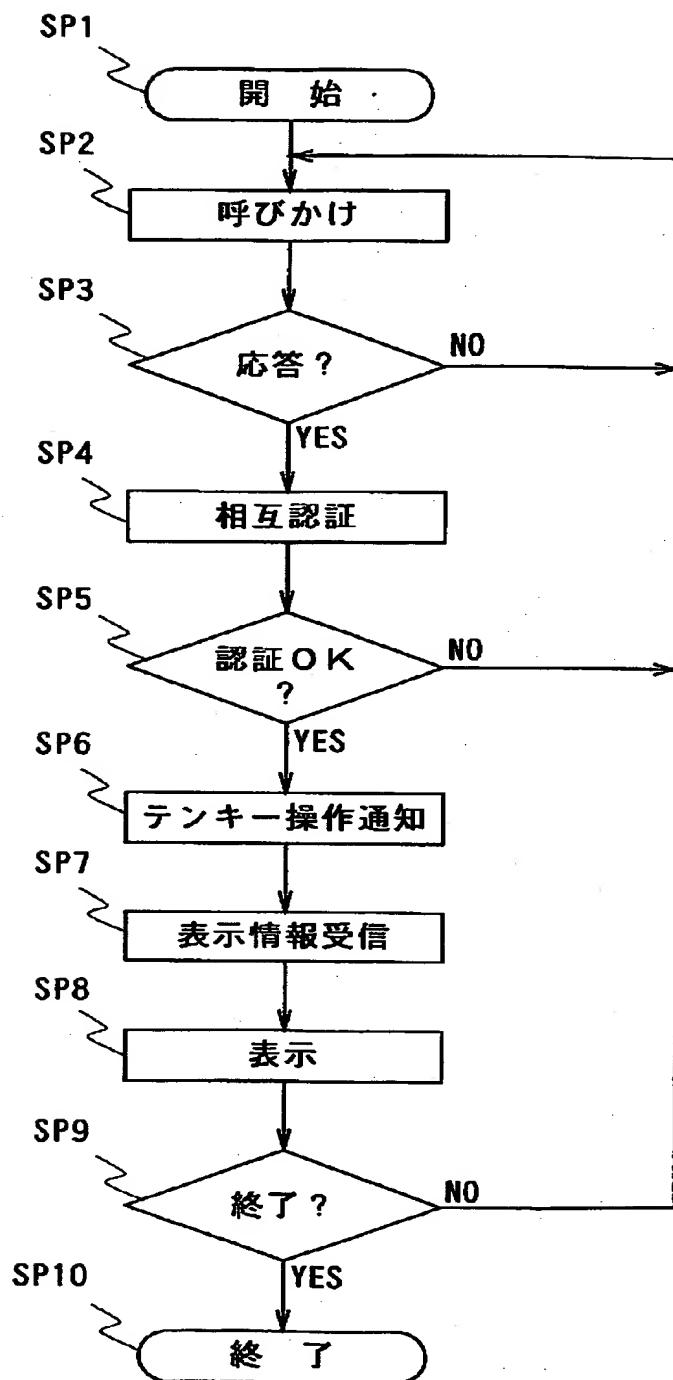 SP1
開 始
SP2
呼びかけ
SP3
応答?
NO
YES
SP4
相互認証
SP5
認証OK
?
NO
YES
SP6
テンキー操作通知
SP7
表示情報受信
SP8
表示
SP9
終了?
NO
YES
SP10
終 了